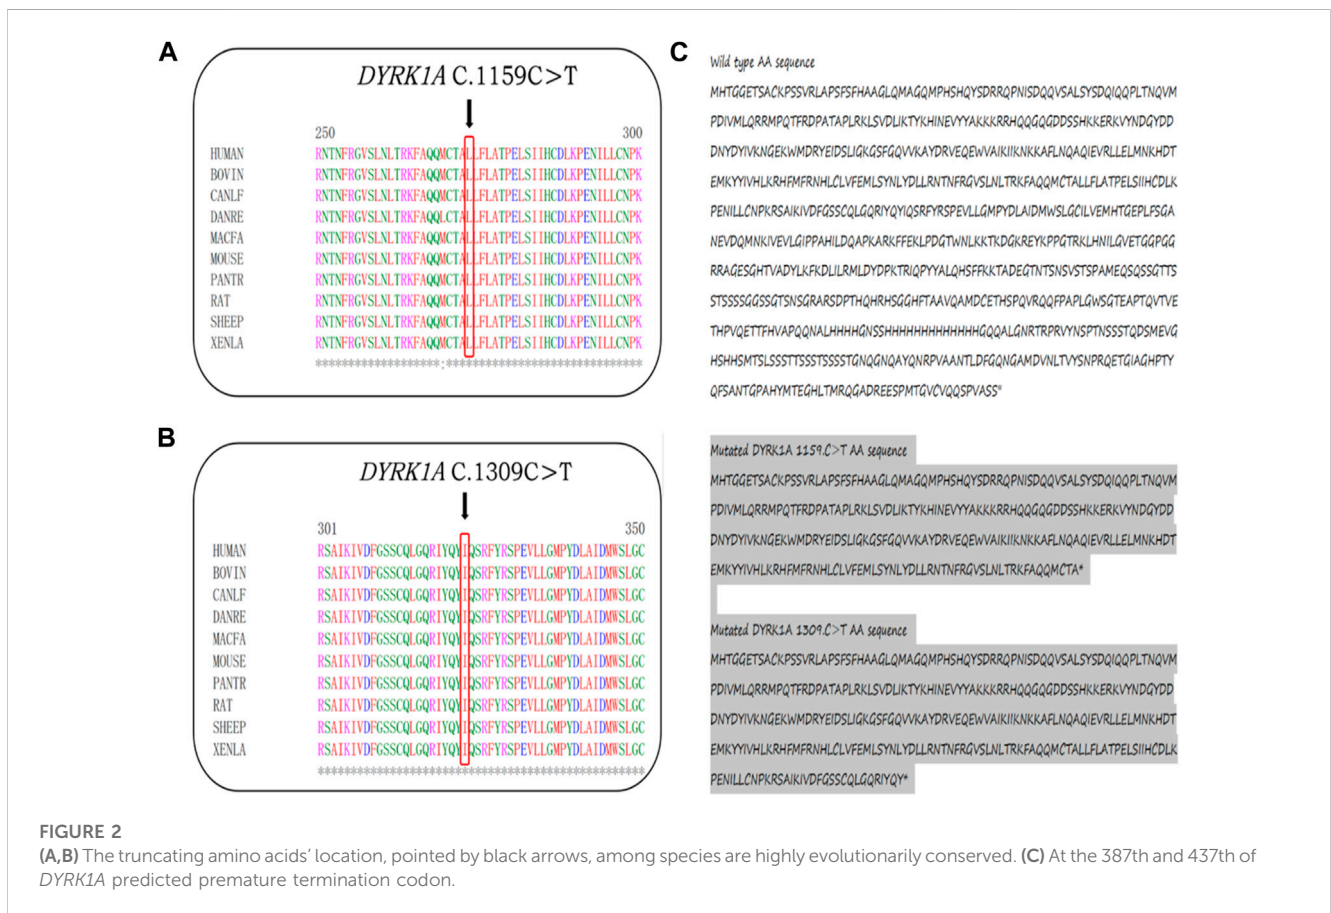 A
DYRK1A C.1159C>T
250 300
HUMAN RNTNFRGVSLNLTRKFAQQMCTALLFLATPELSIIHCDLKPENILLCNPK
BOVIN RNTNFRGVSLNLTRKFAQQMCTALLFLATPELSIIHCDLKPENILLCNPK
CANLF RNTNFRGVSLNLTRKFAQQMCTALLFLATPELSIIHCDLKPENILLCNPK
DANRE RNTNFRGVSLNLTRKFAQQLCTALLFLATPELSIIHCDLKPENILLCNPK
MACFA RNTNFRGVSLNLTRKFAQQMCTALLFLATPELSIIHCDLKPENILLCNPK
MOUSE RNTNFRGVSLNLTRKFAQQMCTALLFLATPELSIIHCDLKPENILLCNPK
PANTR RNTNFRGVSLNLTRKFAQQMCTALLFLATPELSIIHCDLKPENILLCNPK
RAT RNTNFRGVSLNLTRKFAQQMCTALLFLATPELSIIHCDLKPENILLCNPK
SHEEP RNTNFRGVSLNLTRKFAQQMCTALLFLATPELSIIHCDLKPENILLCNPK
XENLA RNTNFRGVSLNLTRKFAQQMCTALLFLATPELSIIHCDLKPENILLCNPK
*******************:******************************
B
DYRK1A C.1309C>T
301 350
HUMAN RSAIKIVDFGSSCQLGQRIYQYIQSRFYRSPEVLLGMPYDLAIDMWSLGC
BOVIN RSAIKIVDFGSSCQLGQRIYQYIQSRFYRSPEVLLGMPYDLAIDMWSLGC
CANLF RSAIKIVDFGSSCQLGQRIYQYIQSRFYRSPEVLLGMPYDLAIDMWSLGC
DANRE RSAIKIVDFGSSCQLGQRIYQYIQSRFYRSPEVLLGMPYDLAIDMWSLGC
MACFA RSAIKIVDFGSSCQLGQRIYQYIQSRFYRSPEVLLGMPYDLAIDMWSLGC
MOUSE RSAIKIVDFGSSCQLGQRIYQYIQSRFYRSPEVLLGMPYDLAIDMWSLGC
PANTR RSAIKIVDFGSSCQLGQRIYQYIQSRFYRSPEVLLGMPYDLAIDMWSLGC
RAT RSAIKIVDFGSSCQLGQRIYQYIQSRFYRSPEVLLGMPYDLAIDMWSLGC
SHEEP RSAIKIVDFGSSCQLGQRIYQYIQSRFYRSPEVLLGMPYDLAIDMWSLGC
XENLA RSAIKIVDFGSSCQLGQRIYQYIQSRFYRSPEVLLGMPYDLAIDMWSLGC
**************************************************
C
Wild type AA sequence
MHTGGETSACKPSSVRLAPSFSFHAAGLQMAGQMPHSHQYSDRRQPNISDQQVSALSYSDQIQQPLTNQVM
PDIVMLQRRMPQTFRDPATAPLRKLSVDLIKTYKHINEVYYAKKKRRHQQGQGDDSSHKKERKVYNDGYDD
DNYDYIVKNGEKWMDRYEIDSLIGKGSFGQVVKAYDRVEQEWVAIKIIKNKKAFLNQAQIEVRLLELMNKHDT
EMKYYIVHLKRHFMFRNHLCLVFEMLSYNLYDLLRNTNFRGVSLNLTRKFAQQMCTALLFLATPELSIIHCDLK
PENILLCNPKRSAIKIVDFGSSCQLGQRIYQYIQSRFYRSPEVLLGMPYDLAIDMWSLGCILVEMHTGEPLFSGA
NEVDQMNKIVEVLGIPPAHILDQAPKARKFFEKLPDGTWNLKKTKDGKREYKPPGTRKLHNILGVETGGPGG
RRAGESGHTVADYLKFKDLILRMLDYDPKTRIQPYYALQHSFFKKTADEGTNTSNSVSTSPAMEQSQSSGTTS
STSSSSGGSSGTSNSGRARSDPTHQHRHSGGHFTAAVQAMDCETHSPQVRQQFPAPLGWSGTEAPTQVTVE
THPVQETTFHVAPQQNALHHHHGNSSHHHHHHHHHHHHHGQQALGNRTRPRVYNSPTNSSSTQDSMEVG
HSHHSMTSLSSSTTSSSTSSSSTGNQGNQAYQNRPVAANTLDFGQNGAMDVNLTVYSNPRQETGIAGHPTY
QFSANTGPAHYMTEGHLTMRQGADREESPMTGVCVQQSPVASS*
Mutated DYRK1A 1159.C>T AA sequence
MHTGGETSACKPSSVRLAPSFSFHAAGLQMAGQMPHSHQYSDRRQPNISDQQVSALSYSDQIQQPLTNQVM
PDIVMLQRRMPQTFRDPATAPLRKLSVDLIKTYKHINEVYYAKKKRRHQQGQGDDSSHKKERKVYNDGYDD
DNYDYIVKNGEKWMDRYEIDSLIGKGSFGQVVKAYDRVEQEWVAIKIIKNKKAFLNQAQIEVRLLELMNKHDT
EMKYYIVHLKRHFMFRNHLCLVFEMLSYNLYDLLRNTNFRGVSLNLTRKFAQQMCTA*
Mutated DYRK1A 1309.C>T AA sequence
MHTGGETSACKPSSVRLAPSFSFHAAGLQMAGQMPHSHQYSDRRQPNISDQQVSALSYSDQIQQPLTNQVM
PDIVMLQRRMPQTFRDPATAPLRKLSVDLIKTYKHINEVYYAKKKRRHQQGQGDDSSHKKERKVYNDGYDD
DNYDYIVKNGEKWMDRYEIDSLIGKGSFGQVVKAYDRVEQEWVAIKIIKNKKAFLNQAQIEVRLLELMNKHDT
EMKYYIVHLKRHFMFRNHLCLVFEMLSYNLYDLLRNTNFRGVSLNLTRKFAQQMCTALLFLATPELSIIHCDLK
PENILLCNPKRSAIKIVDFGSSCQLGQRIYQY*
FIGURE 2
(A,B) The truncating amino acids' location, pointed by black arrows, among species are highly evolutionarily conserved. (C) At the 387th and 437th of
DYRK1A predicted premature termination codon.